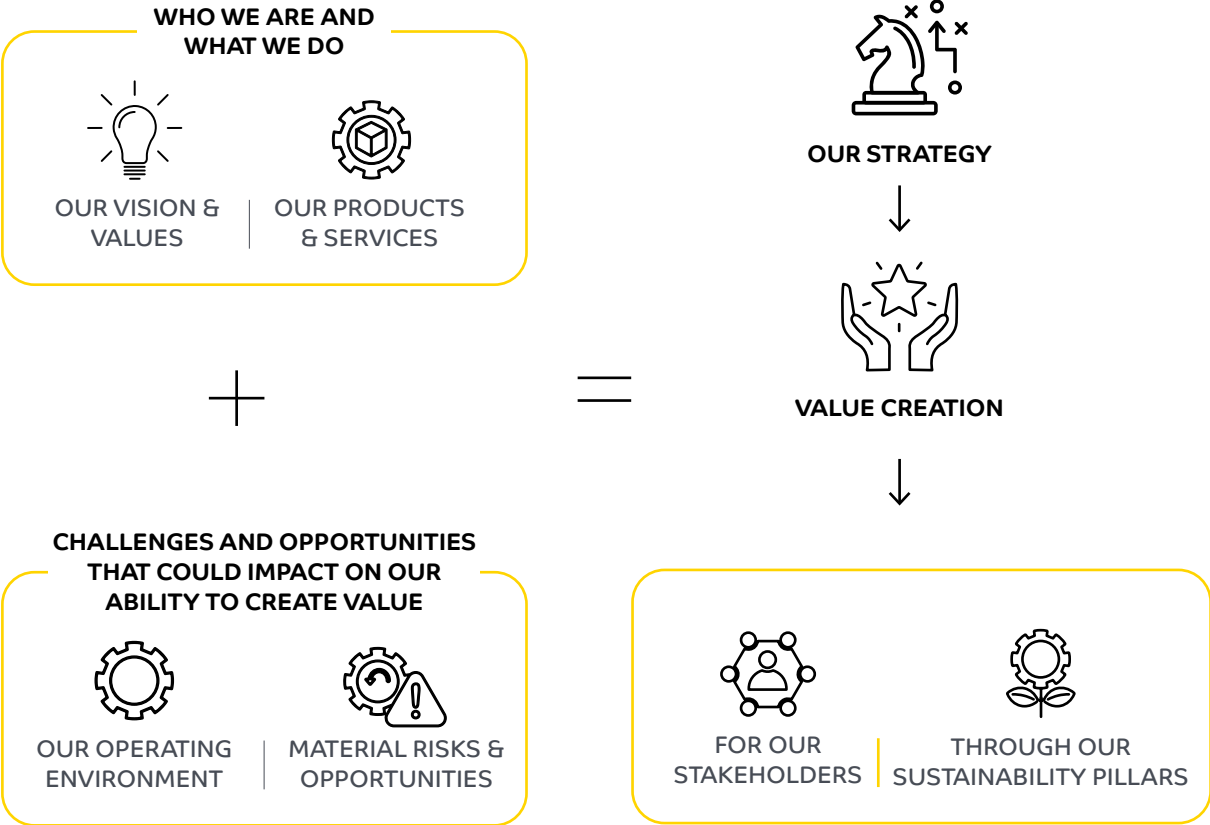 WHO WE ARE AND
WHAT WE DO
OUR VISION &
VALUES
OUR PRODUCTS
& SERVICES
+
CHALLENGES AND OPPORTUNITIES
THAT COULD IMPACT ON OUR
ABILITY TO CREATE VALUE
OUR OPERATING
ENVIRONMENT
MATERIAL RISKS &
OPPORTUNITIES
=
OUR STRATEGY
VALUE CREATION
FOR OUR
STAKEHOLDERS
THROUGH OUR
SUSTAINABILITY PILLARS